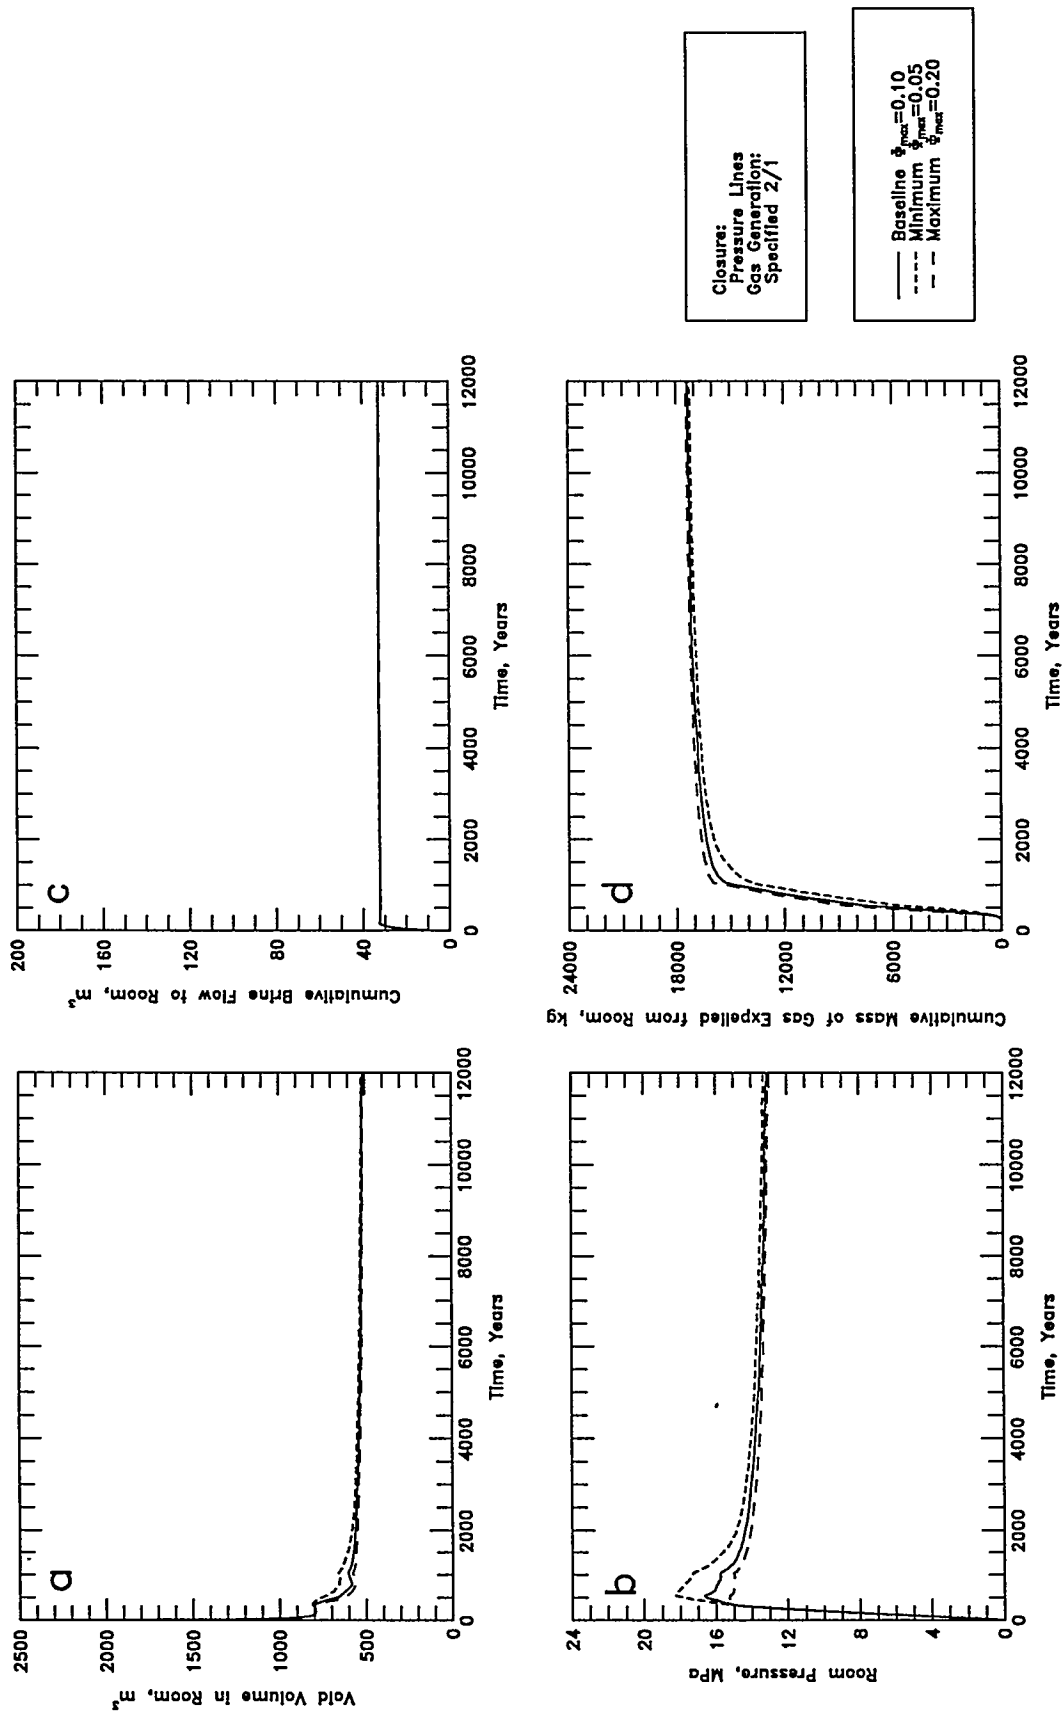 a
2500
2000
1500
1000
500
0
Void Volume in Room, m³
0 2000 4000 6000 8000 10000 12000
Time, Years
c
200
160
120
80
40
0
Cumulative Brine Flow to Room, m³
0 2000 4000 6000 8000 10000 12000
Time, Years
b
24
20
16
12
8
4
0
Room Pressure, MPa
0 2000 4000 6000 8000 10000 12000
Time, Years
d
24000
18000
12000
6000
0
Cumulative Mass of Gas Expelled from Room, kg
0 2000 4000 6000 8000 10000 12000
Time, Years
Closure:
Pressure Lines
Gas Generation:
Specified 2/1
Baseline Φmax=0.10
Minimum Φmax=0.05
Maximum Φmax=0.20